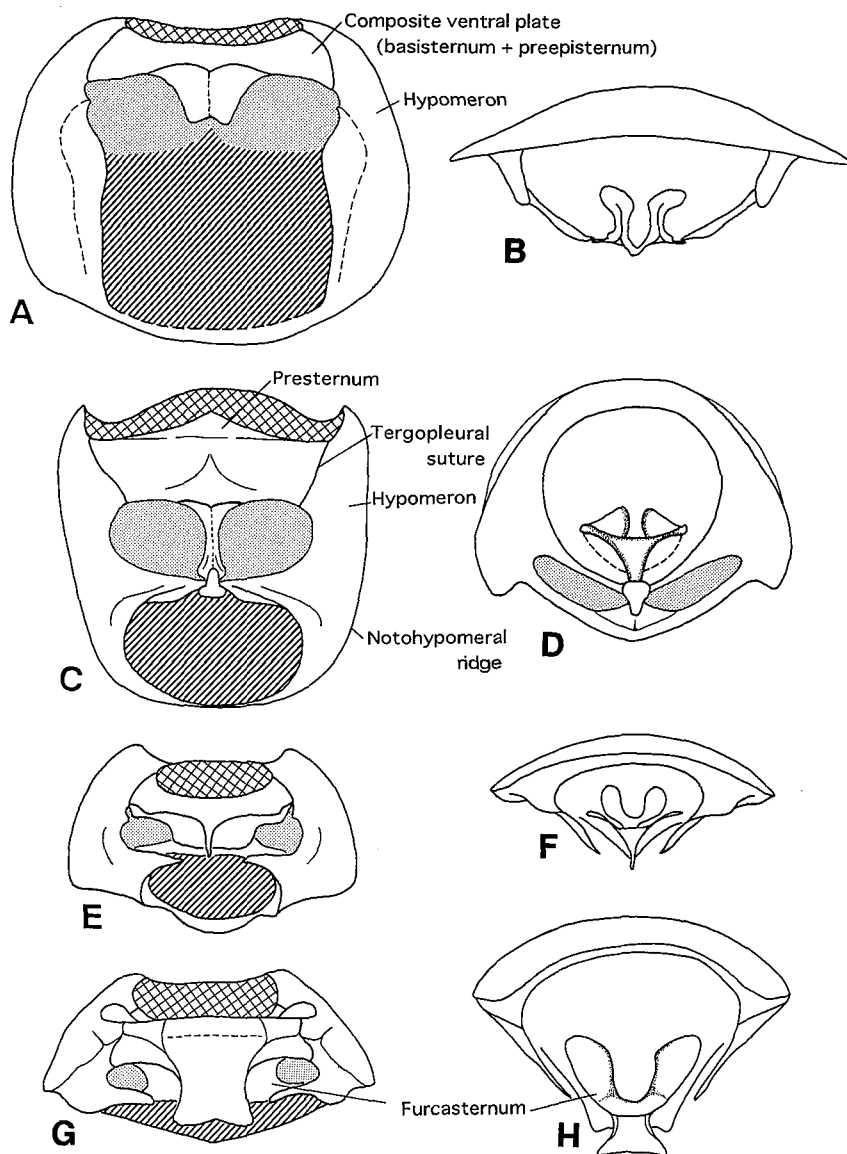 Composite ventral plate
(basisternum + preepisternum)
Hypomeron
A
B
Presternum
Tergopleural
suture
Hypomeron
Notohypomeral
ridge
C
D
E
F
Furcasternum
G
H